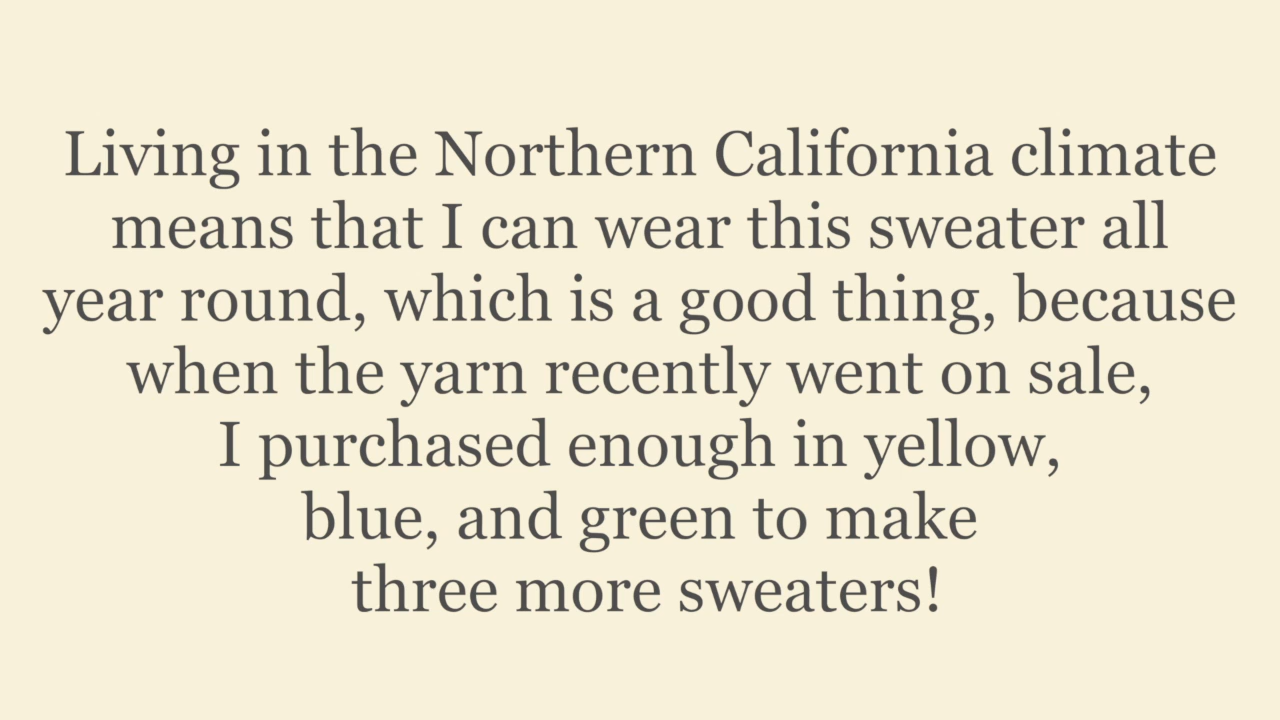 Living in the Northern California climate
means that I can wear this sweater all
year round, which is a good thing, because
when the yarn recently went on sale,
I purchased enough in yellow,
blue, and green to make
three more sweaters!